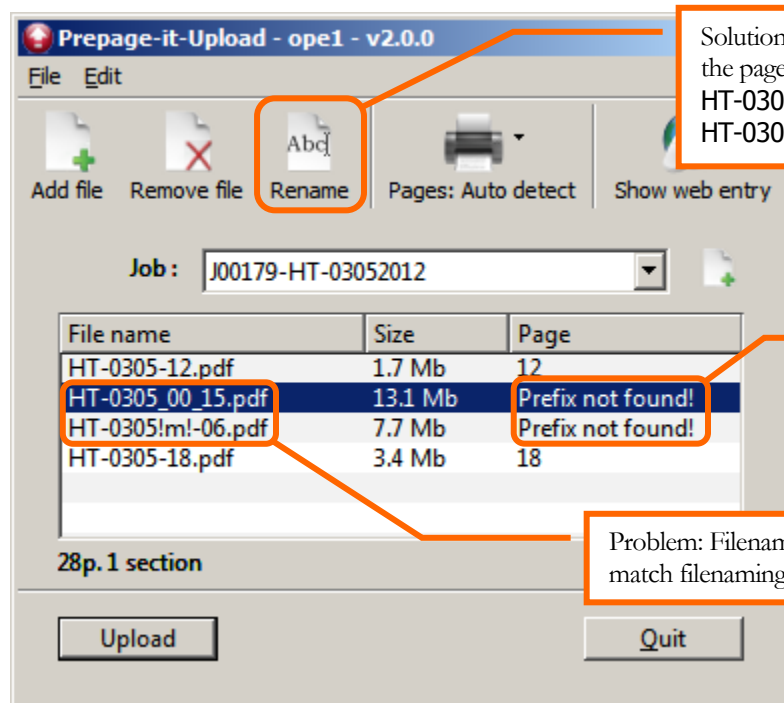 Prepage-it-Upload - ope1 - v2.0.0
File Edit
Solution
the page
HT-030
HT-030
Abc
Add file Remove file Rename Pages: Auto detect Show web entry
Job : J00179-HT-03052012
File name Size Page
HT-0305-12.pdf 1.7 Mb 12
HT-0305_00_15.pdf 13.1 Mb Prefix not found!
HT-0305!m!-06.pdf 7.7 Mb Prefix not found!
HT-0305-18.pdf 3.4 Mb 18
Problem: Filenam
match filenaming
28p. 1 section
Upload Quit